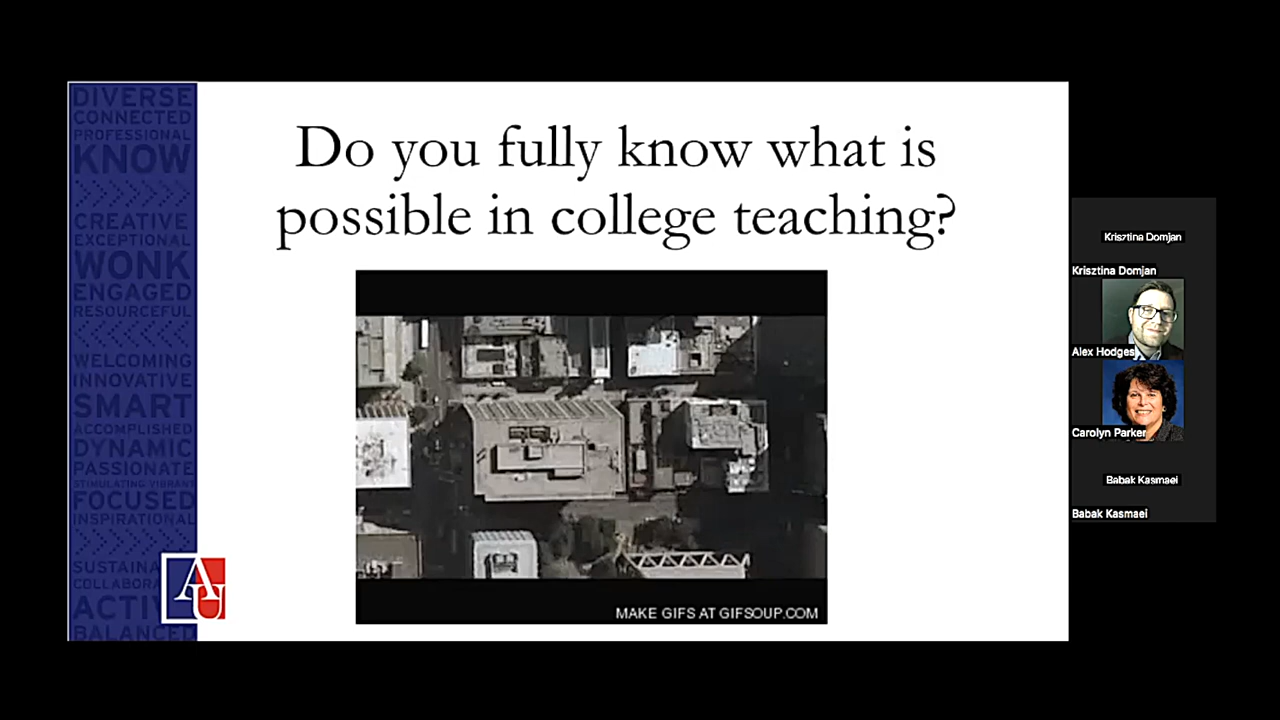 DIVERSE
CONNECTED
PROFESSIONAL
KNOW
CREATIVE
EXCEPTIONAL
WONK
ENGAGED
RESOURCEFUL
WELCOMING
INNOVATIVE
SMART
ACCOMPLISHED
DYNAMIC
PASSIONATE
STIMULATING VIBRANT
FOCUSED
INSPIRATIONAL
SUSTAINA
COLLABORA
ACTI
BALANCED
AU
Do you fully know what is
possible in college teaching?
MAKE GIFS AT GIFSOUP.COM
Krisztina Domjan
Krisztina Domjan
Alex Hodges
Carolyn Parker
Babak Kasmaei
Babak Kasmaei